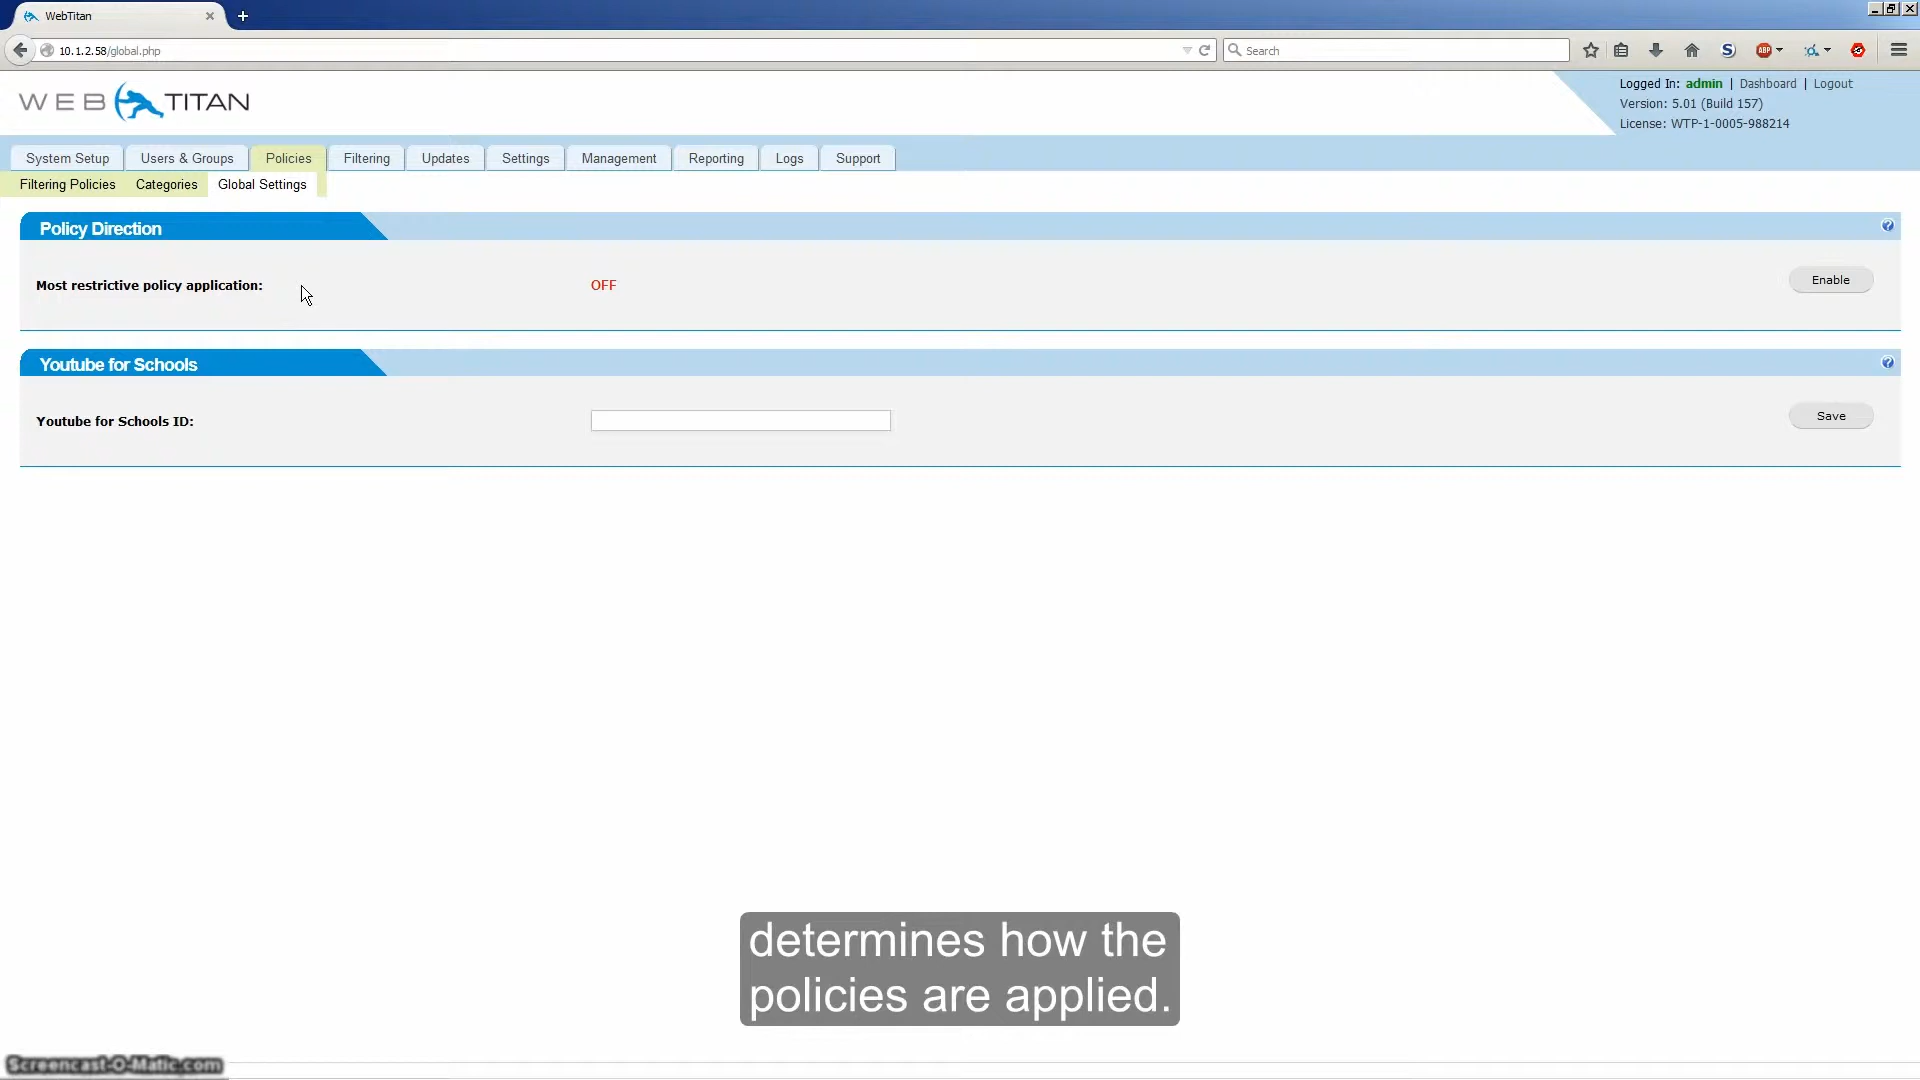 WebTitan
10.1.2.58/global.php
Search
S
ABP
WEB TITAN
Logged In: admin | Dashboard | Logout
Version: 5.01 (Build 157)
License: WTP-1-0005-988214
System Setup
Users & Groups
Policies
Filtering
Updates
Settings
Management
Reporting
Logs
Support
Filtering Policies
Categories
Global Settings
Policy Direction
?
Most restrictive policy application:
OFF
Enable
Youtube for Schools
?
Youtube for Schools ID:
Save
determines how the
policies are applied.
Screencast-O-Matic.com